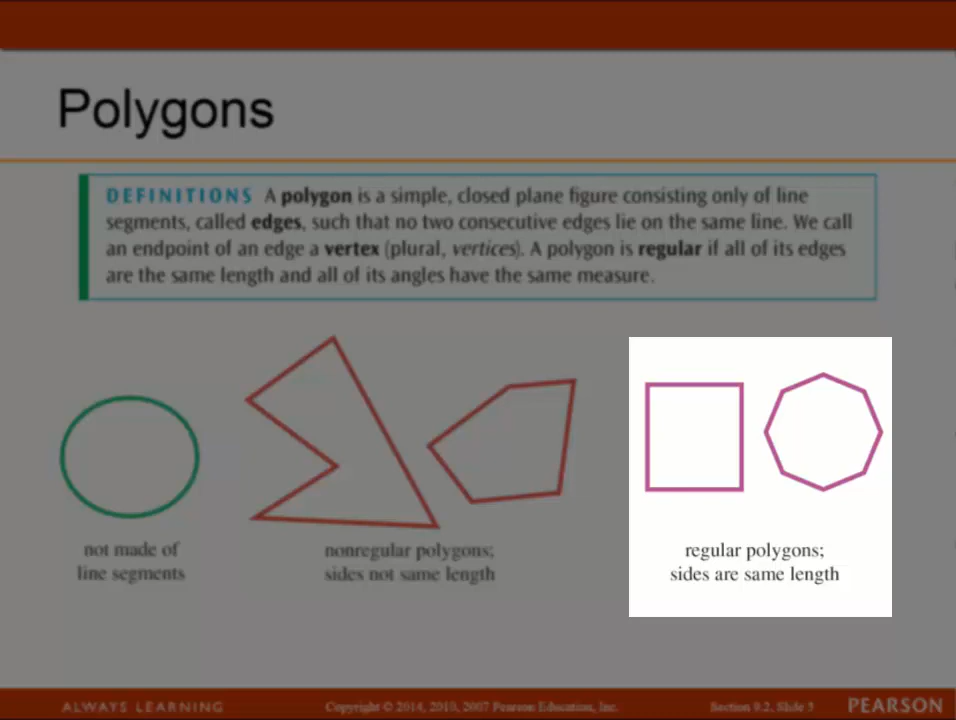 Polygons
DEFINITIONS A polygon is a simple, closed plane figure consisting only of line
segments, called edges, such that no two consecutive edges lie on the same line. We call
an endpoint of an edge a vertex (plural, vertices). A polygon is regular if all of its edges
are the same length and all of its angles have the same measure.
not made of
line segments
nonregular polygons;
sides not same length
regular polygons;
sides are same length
ALWAYS LEARNING
Copyright © 2014, 2010, 2007 Pearson Education, Inc.
Section 9.2, Slide 3
PEARSON